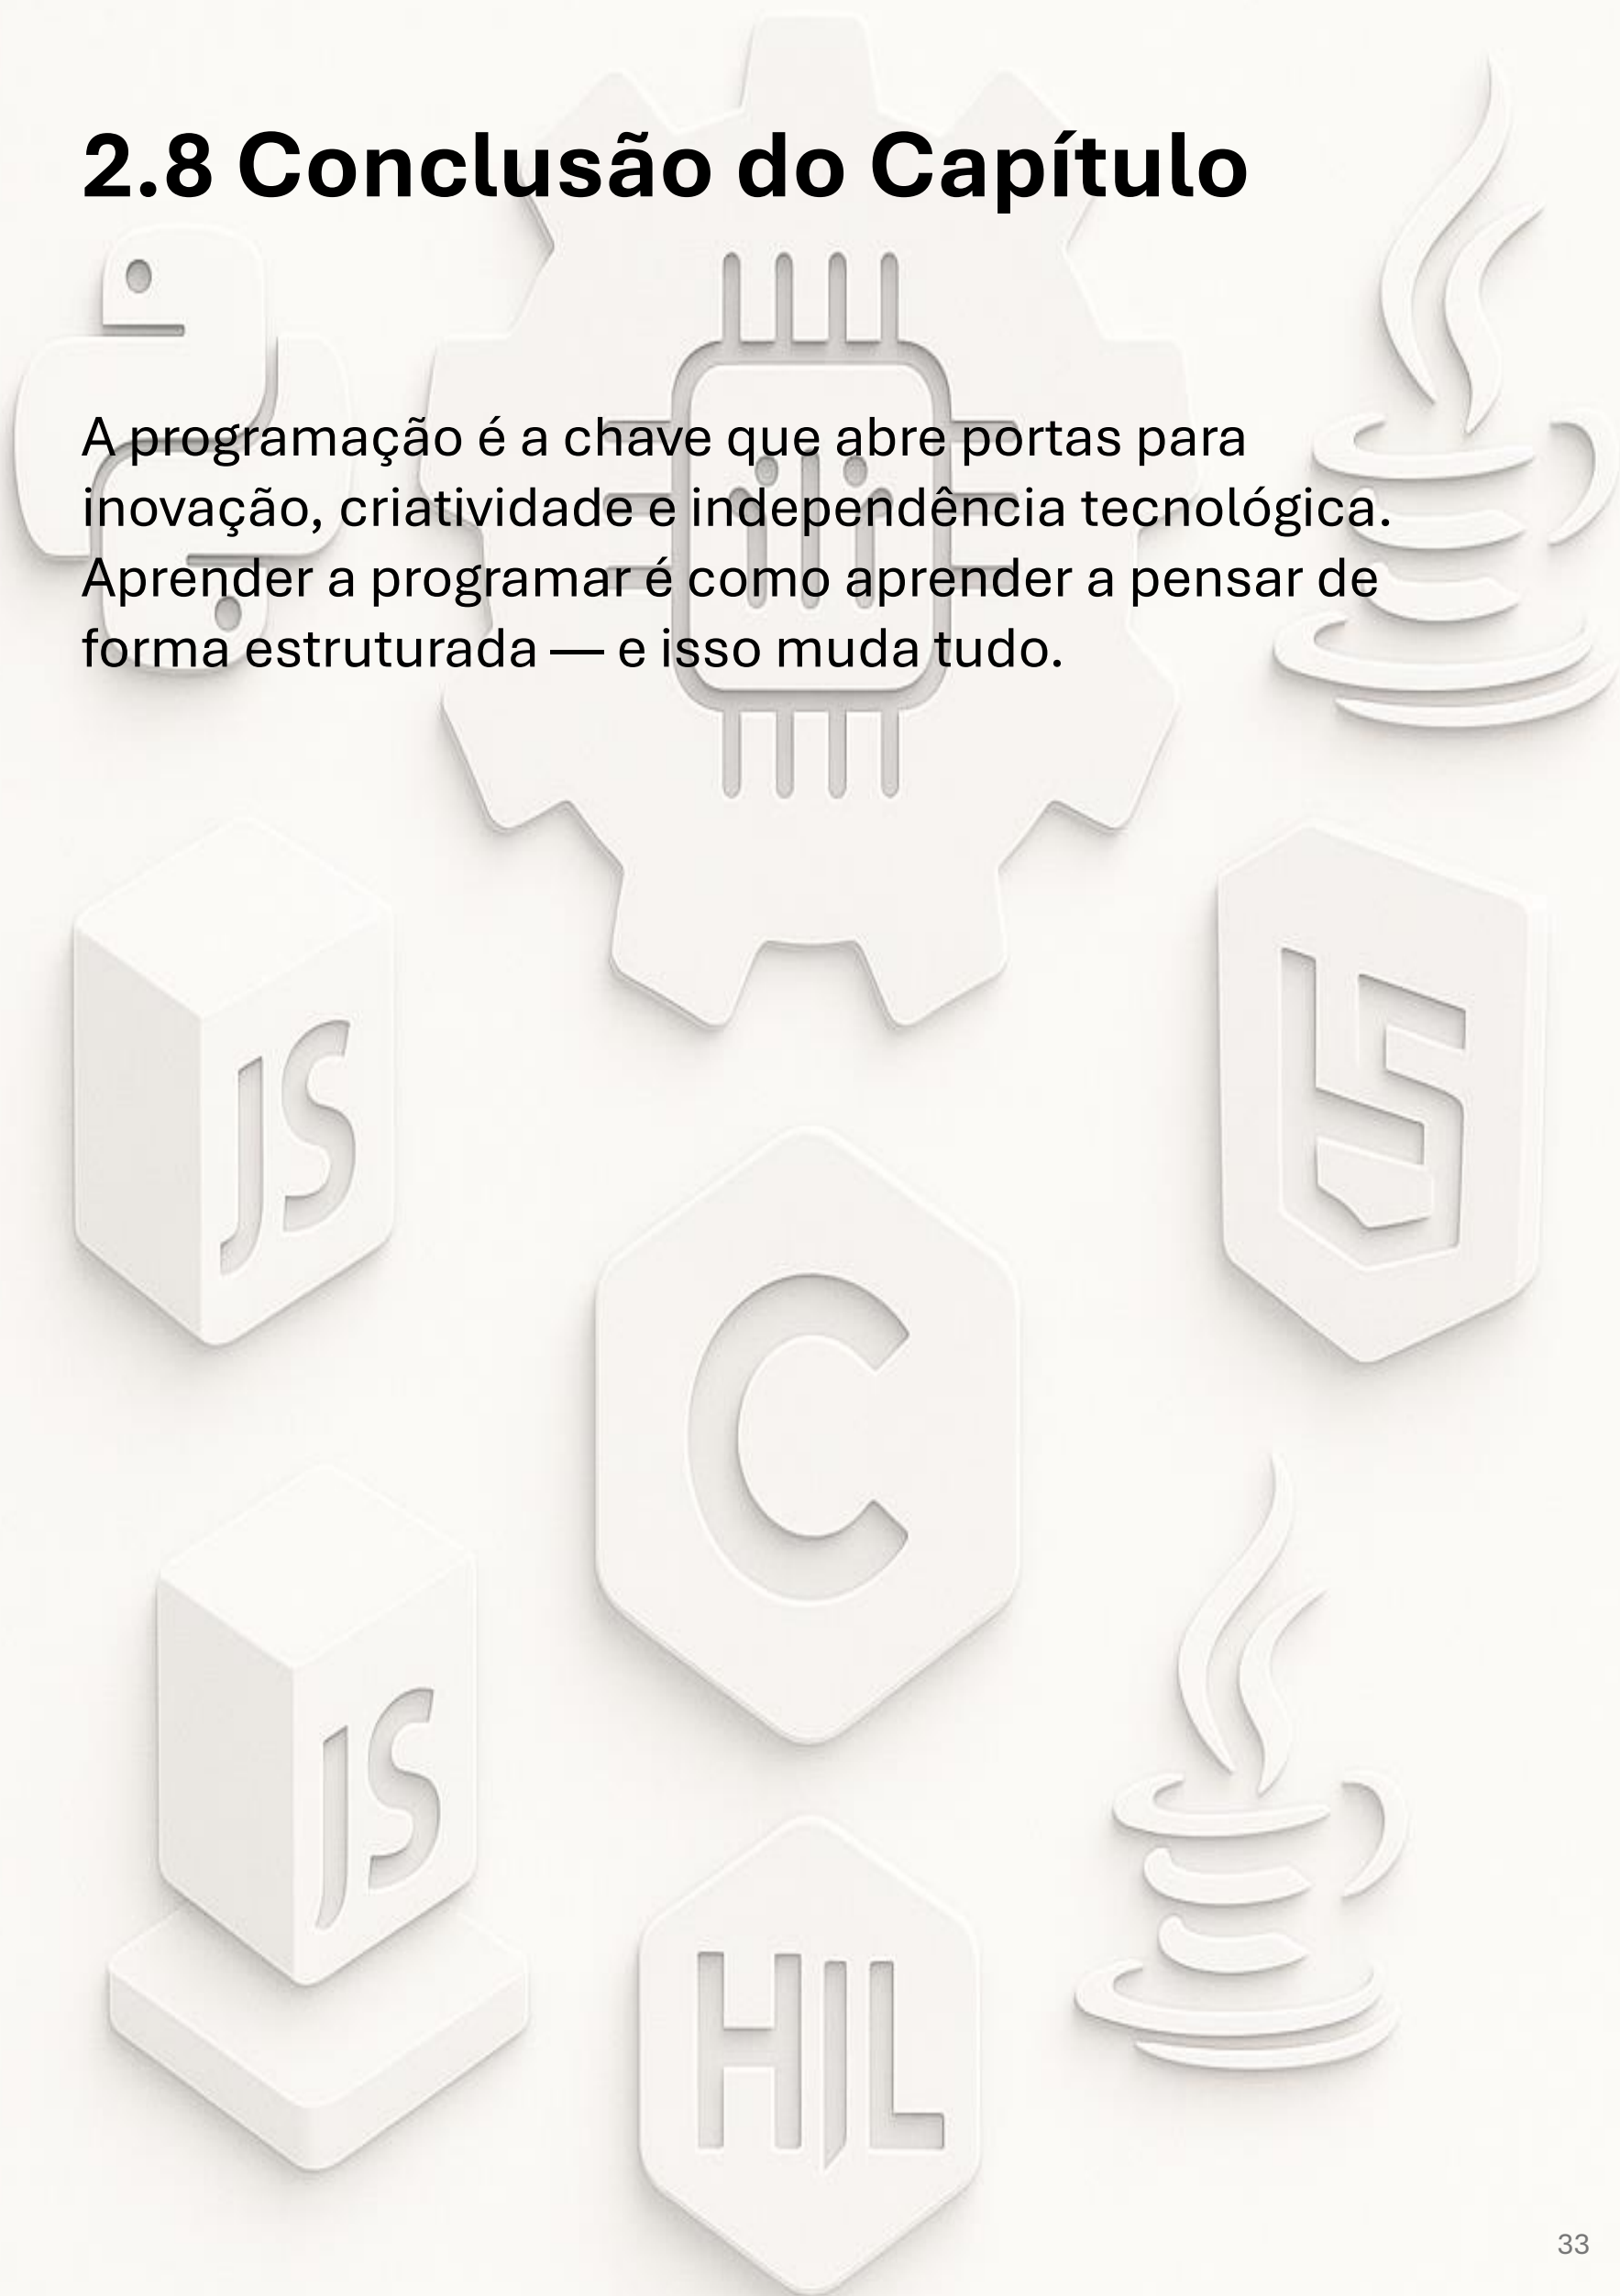 2.8 Conclusão do Capítulo
A programação é a chave que abre portas para
inovação, criatividade e independência tecnológica.
Aprender a programar é como aprender a pensar de
forma estruturada — e isso muda tudo.
JS
5
C
JS
HJL
33